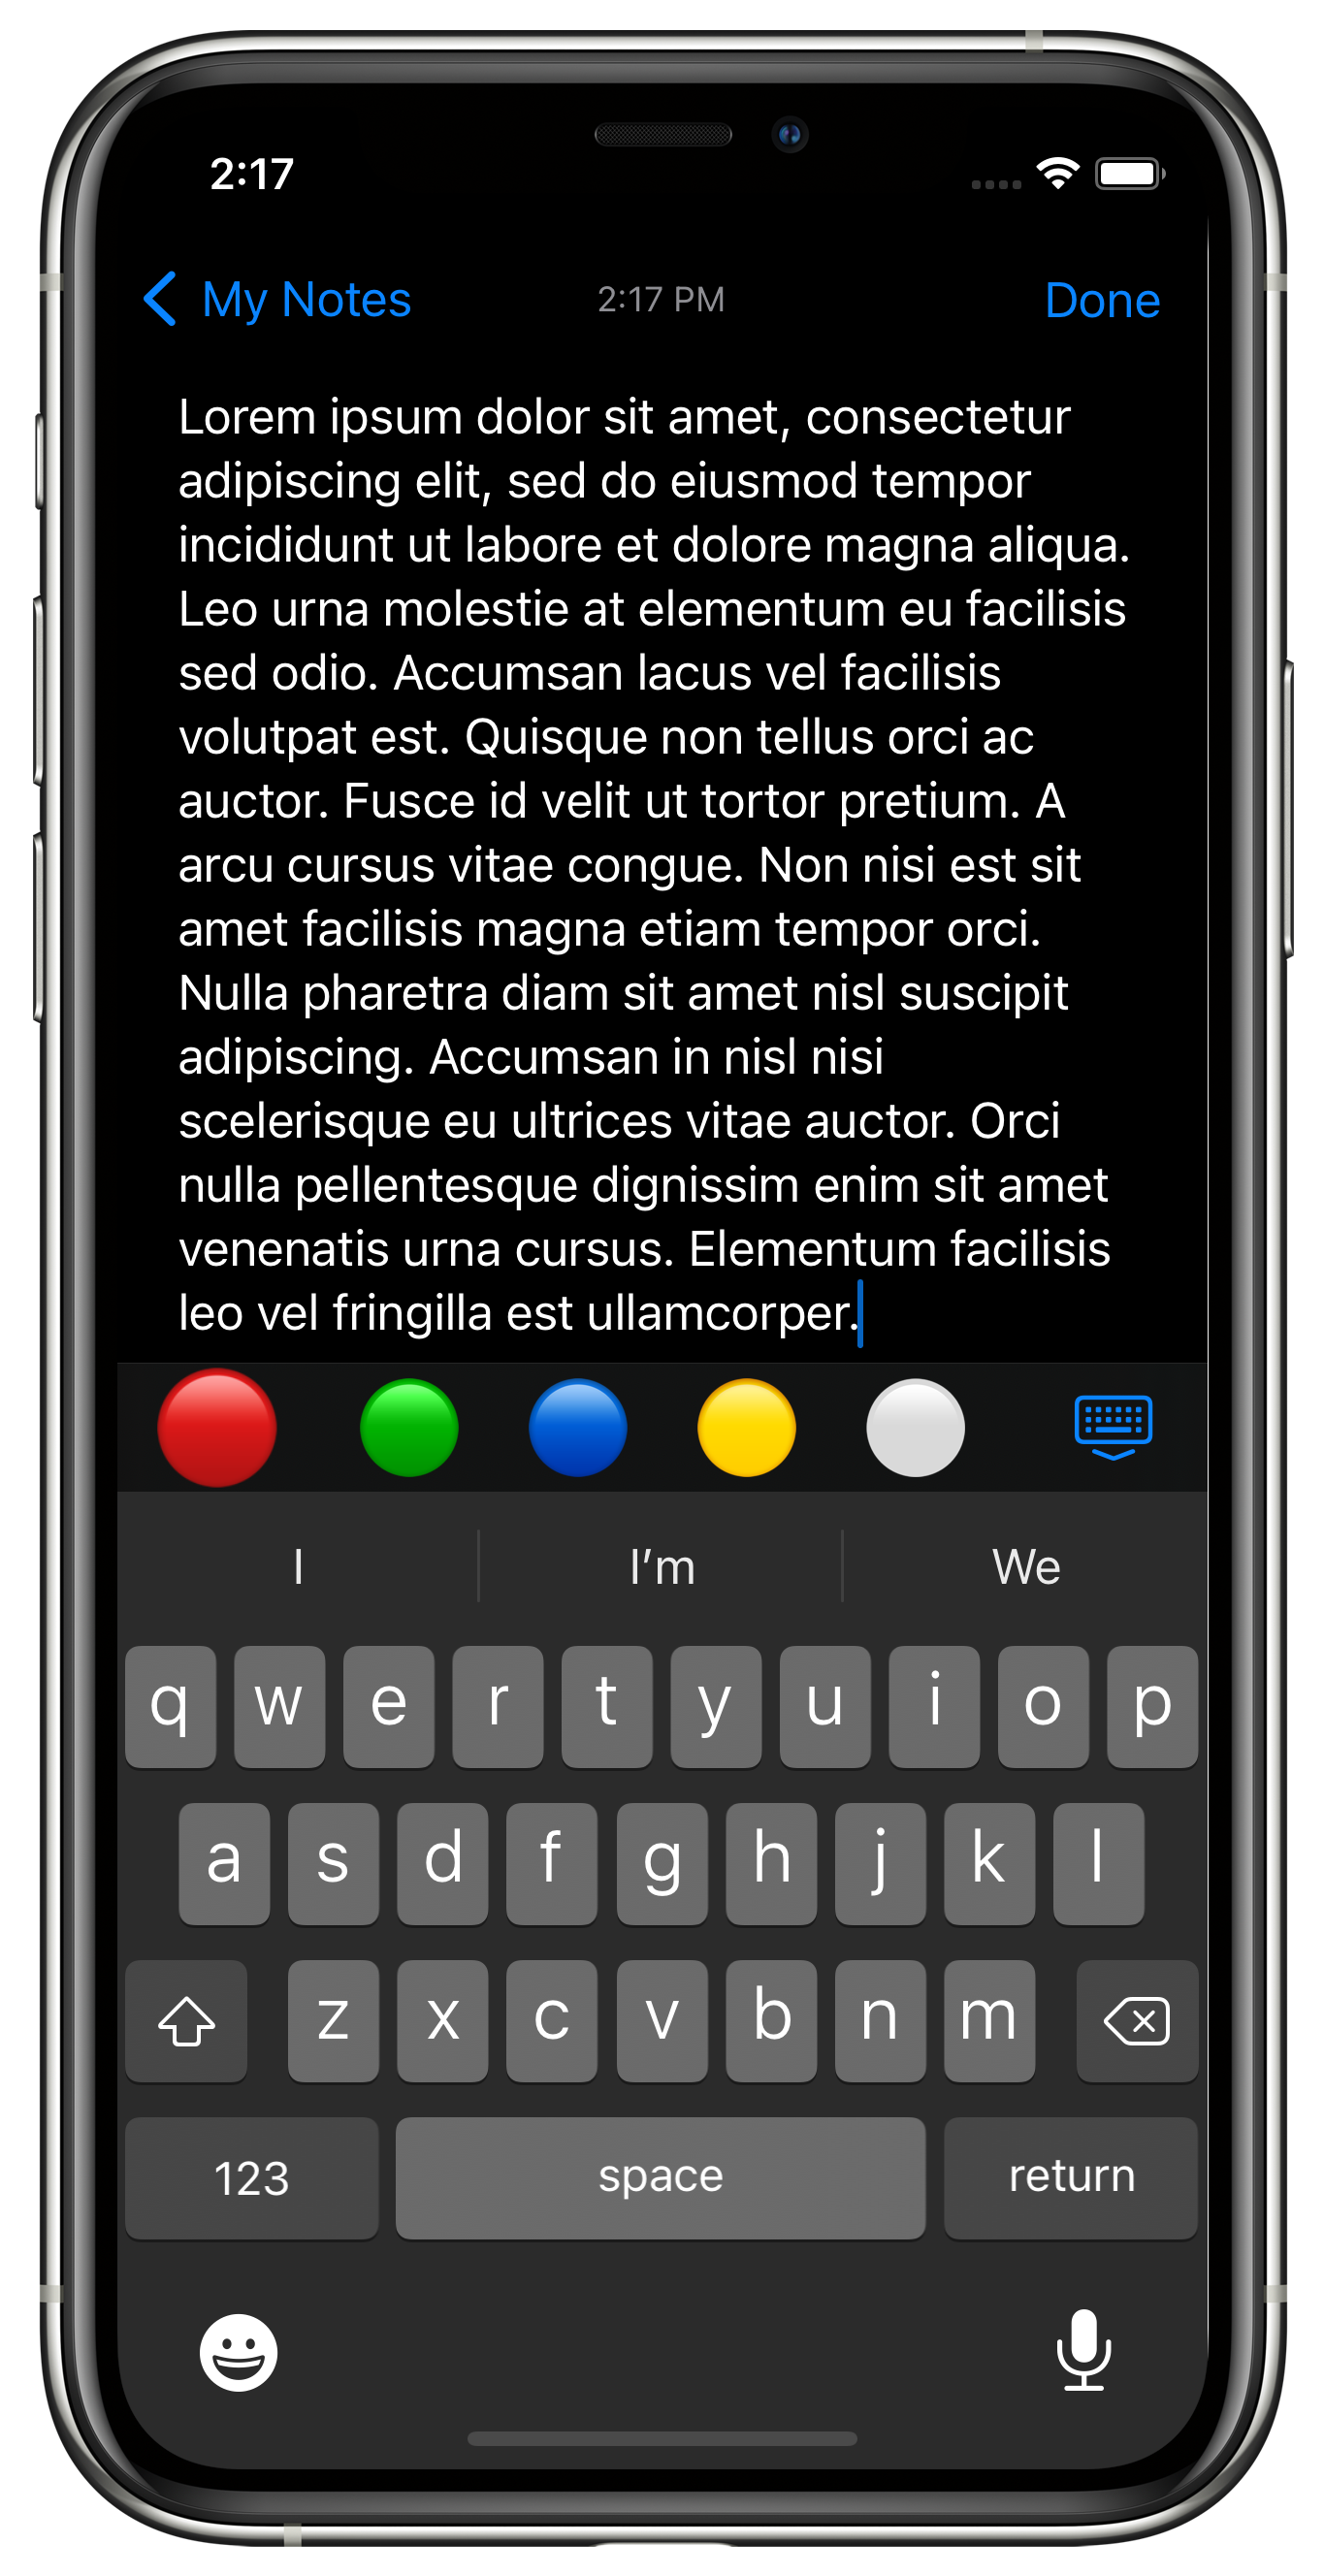 2:17
My Notes 2:17 PM Done
Lorem ipsum dolor sit amet, consectetur
adipiscing elit, sed do eiusmod tempor
incididunt ut labore et dolore magna aliqua.
Leo urna molestie at elementum eu facilisis
sed odio. Accumsan lacus vel facilisis
volutpat est. Quisque non tellus orci ac
auctor. Fusce id velit ut tortor pretium. A
arcu cursus vitae congue. Non nisi est sit
amet facilisis magna etiam tempor orci.
Nulla pharetra diam sit amet nisl suscipit
adipiscing. Accumsan in nisl nisi
scelerisque eu ultrices vitae auctor. Orci
nulla pellentesque dignissim enim sit amet
venenatis urna cursus. Elementum facilisis
leo vel fringilla est ullamcorper.
I I’m We
q w e r t y u i o p
a s d f g h j k l
z x c v b n m
123 space return